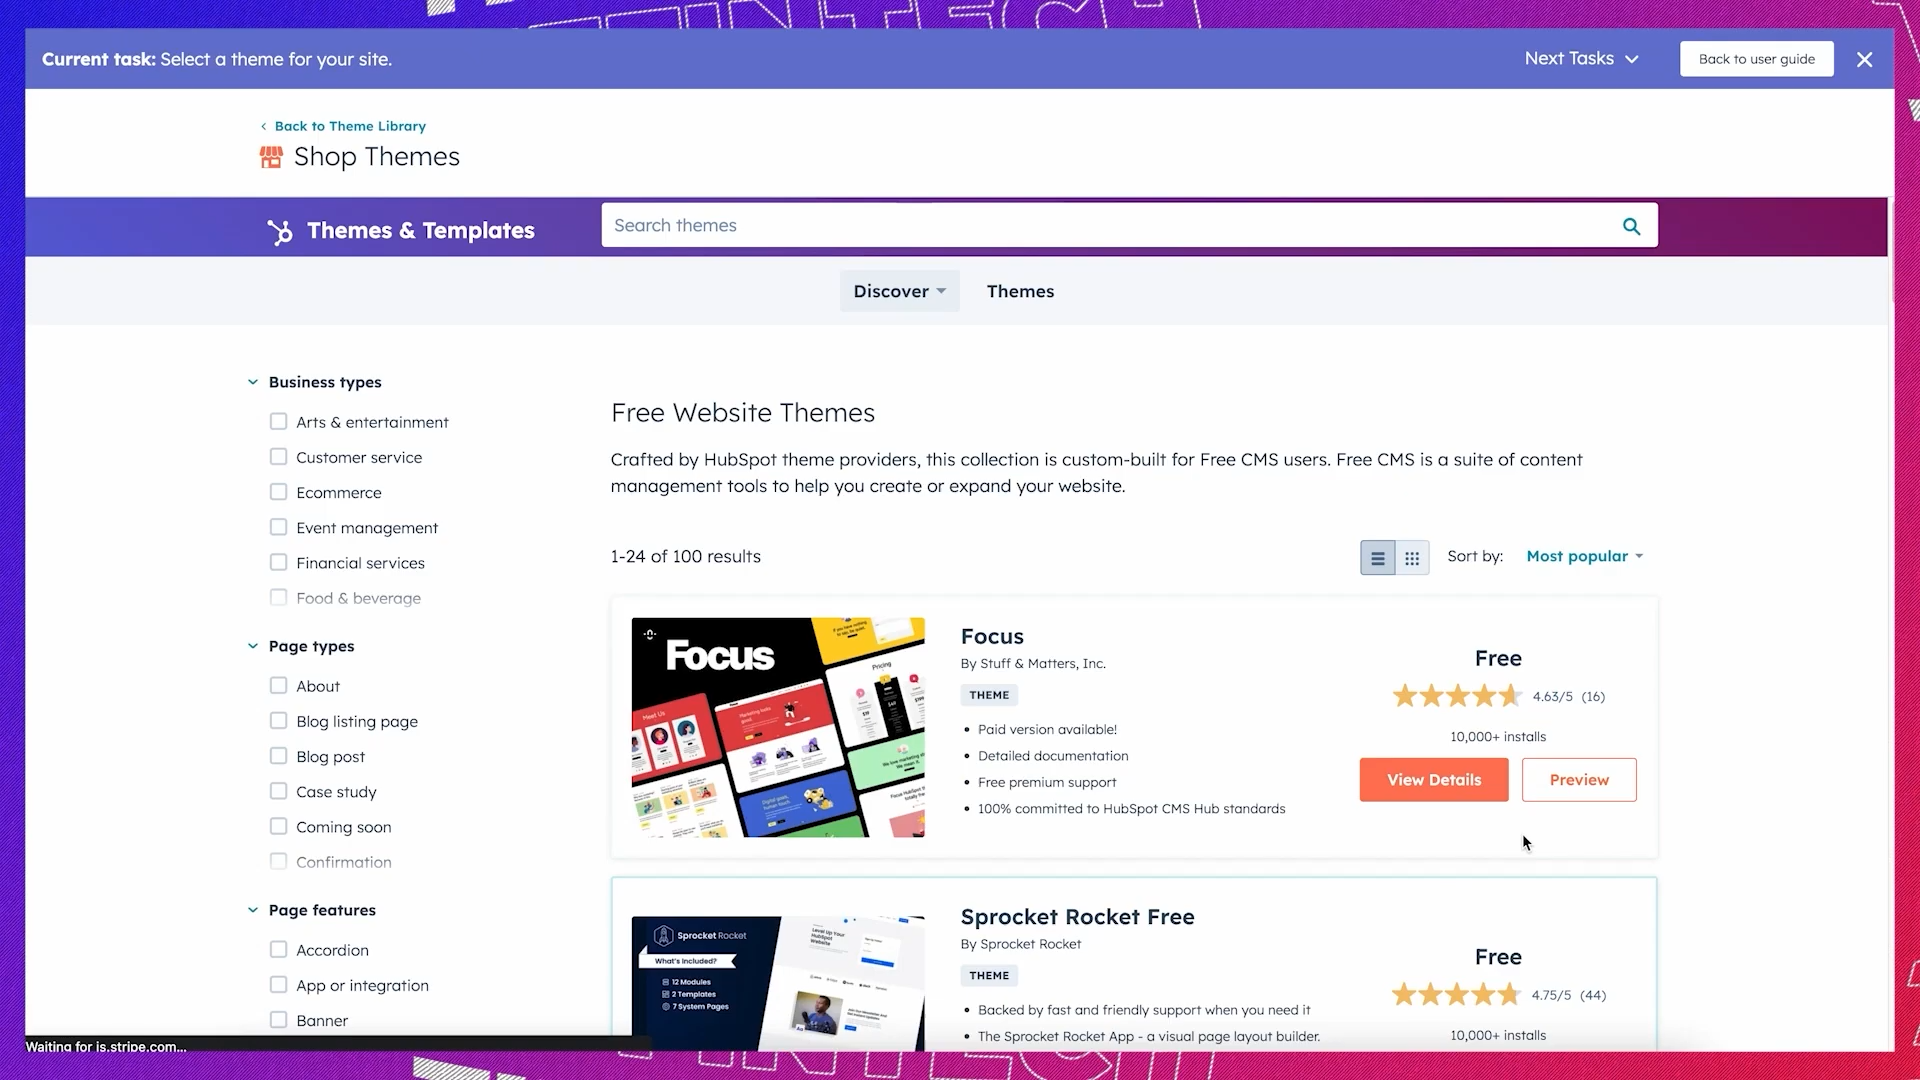 Current task: Select a theme for your site.
Next Tasks
Back to user guide
Back to Theme Library
Shop Themes
Themes & Templates
Search themes
Discover
Themes
Business types
Arts & entertainment
Customer service
Ecommerce
Event management
Financial services
Food & beverage
Page types
About
Blog listing page
Blog post
Case study
Coming soon
Confirmation
Page features
Accordion
App or integration
Banner
Free Website Themes
Crafted by HubSpot theme providers, this collection is custom-built for Free CMS users. Free CMS is a suite of content
management tools to help you create or expand your website.
1-24 of 100 results
Sort by:
Most popular
Focus
Meet Us
Pricing
Focus
By Stuff & Matters, Inc.
THEME
Paid version available!
Detailed documentation
Free premium support
100% committed to HubSpot CMS Hub standards
Free
4.63/5 (16)
10,000+ installs
View Details
Preview
Sprocket Rocket
What's Included?
12 Modules
2 Templates
7 System Pages
Level Up Your
HubSpot
Website
Sprocket Rocket Free
By Sprocket Rocket
THEME
Backed by fast and friendly support when you need it
The Sprocket Rocket App - a visual page layout builder.
Free
4.75/5 (44)
10,000+ installs
Waiting for js.stripe.com...